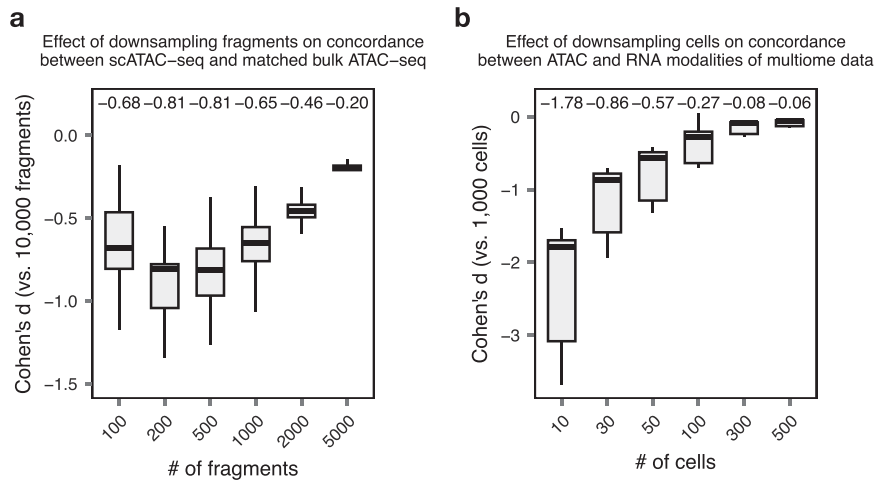 a
Effect of downsampling fragments on concordance
between scATAC−seq and matched bulk ATAC−seq
−0.68 −0.81 −0.81 −0.65 −0.46 −0.20
Cohen's d (vs. 10,000 fragments)
0.0
−0.5
−1.0
−1.5
100 200 500 1000 2000 5000
# of fragments
b
Effect of downsampling cells on concordance
between ATAC and RNA modalities of multiome data
−1.78 −0.86 −0.57 −0.27 −0.08 −0.06
Cohen's d (vs. 1,000 cells)
0
−1
−2
−3
10 30 50 100 300 500
# of cells